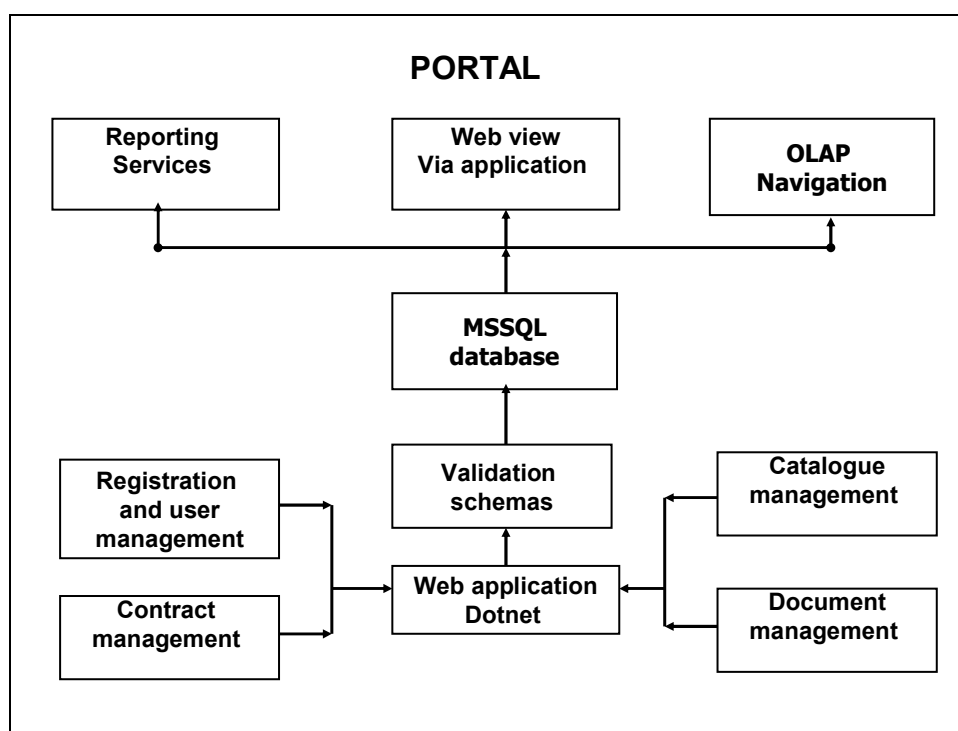 PORTAL
Reporting
Services
Web view
Via application
OLAP
Navigation
MSSQL
database
Validation
schemas
Registration
and user
management
Catalogue
management
Web application
Dotnet
Contract
management
Document
management